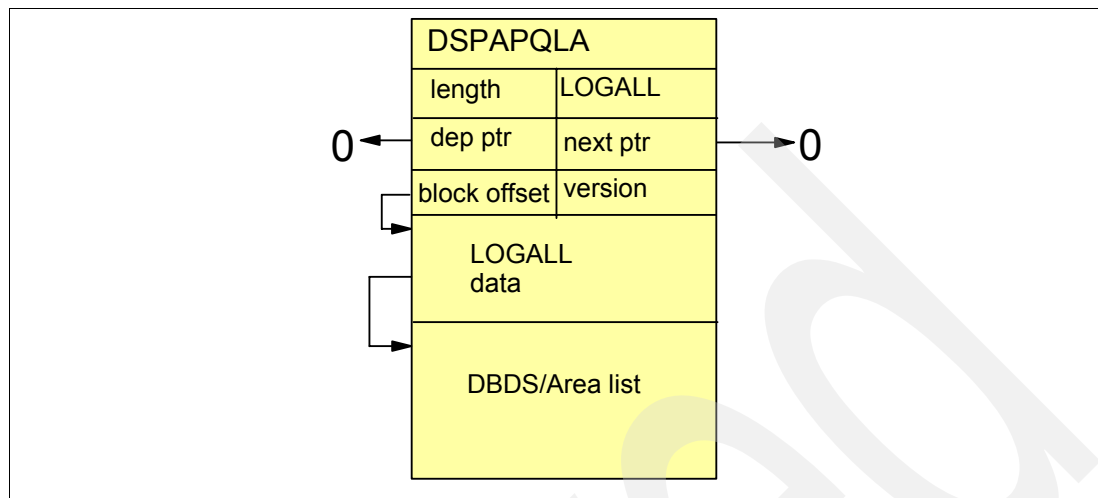 DSPAPQLA
length LOGALL
0 dep ptr next ptr 0
block offset version
LOGALL
data
DBDS/Area list